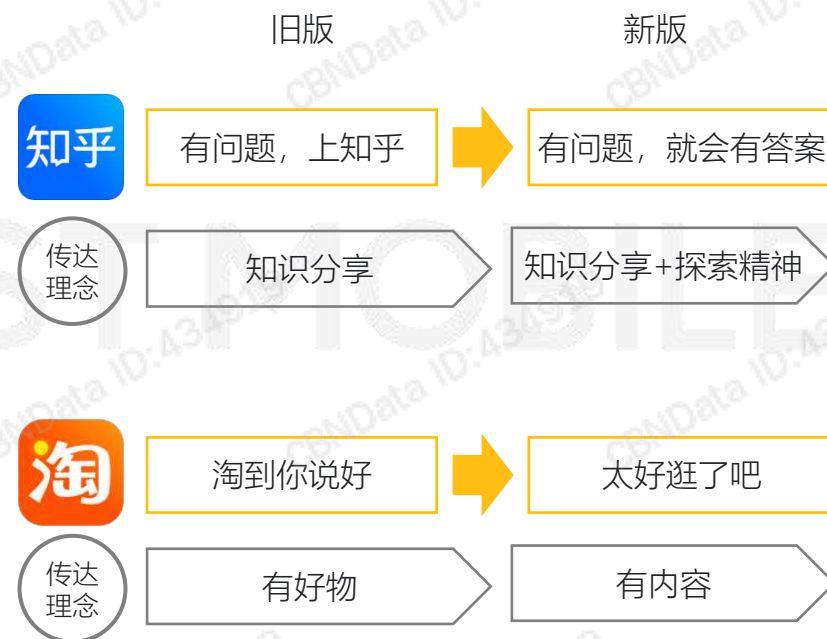 旧版
新版
知乎
有问题，上知乎
有问题，就会有答案
传达
理念
知识分享
知识分享+探索精神
淘
淘到你说好
太好逛了吧
传达
理念
有好物
有内容